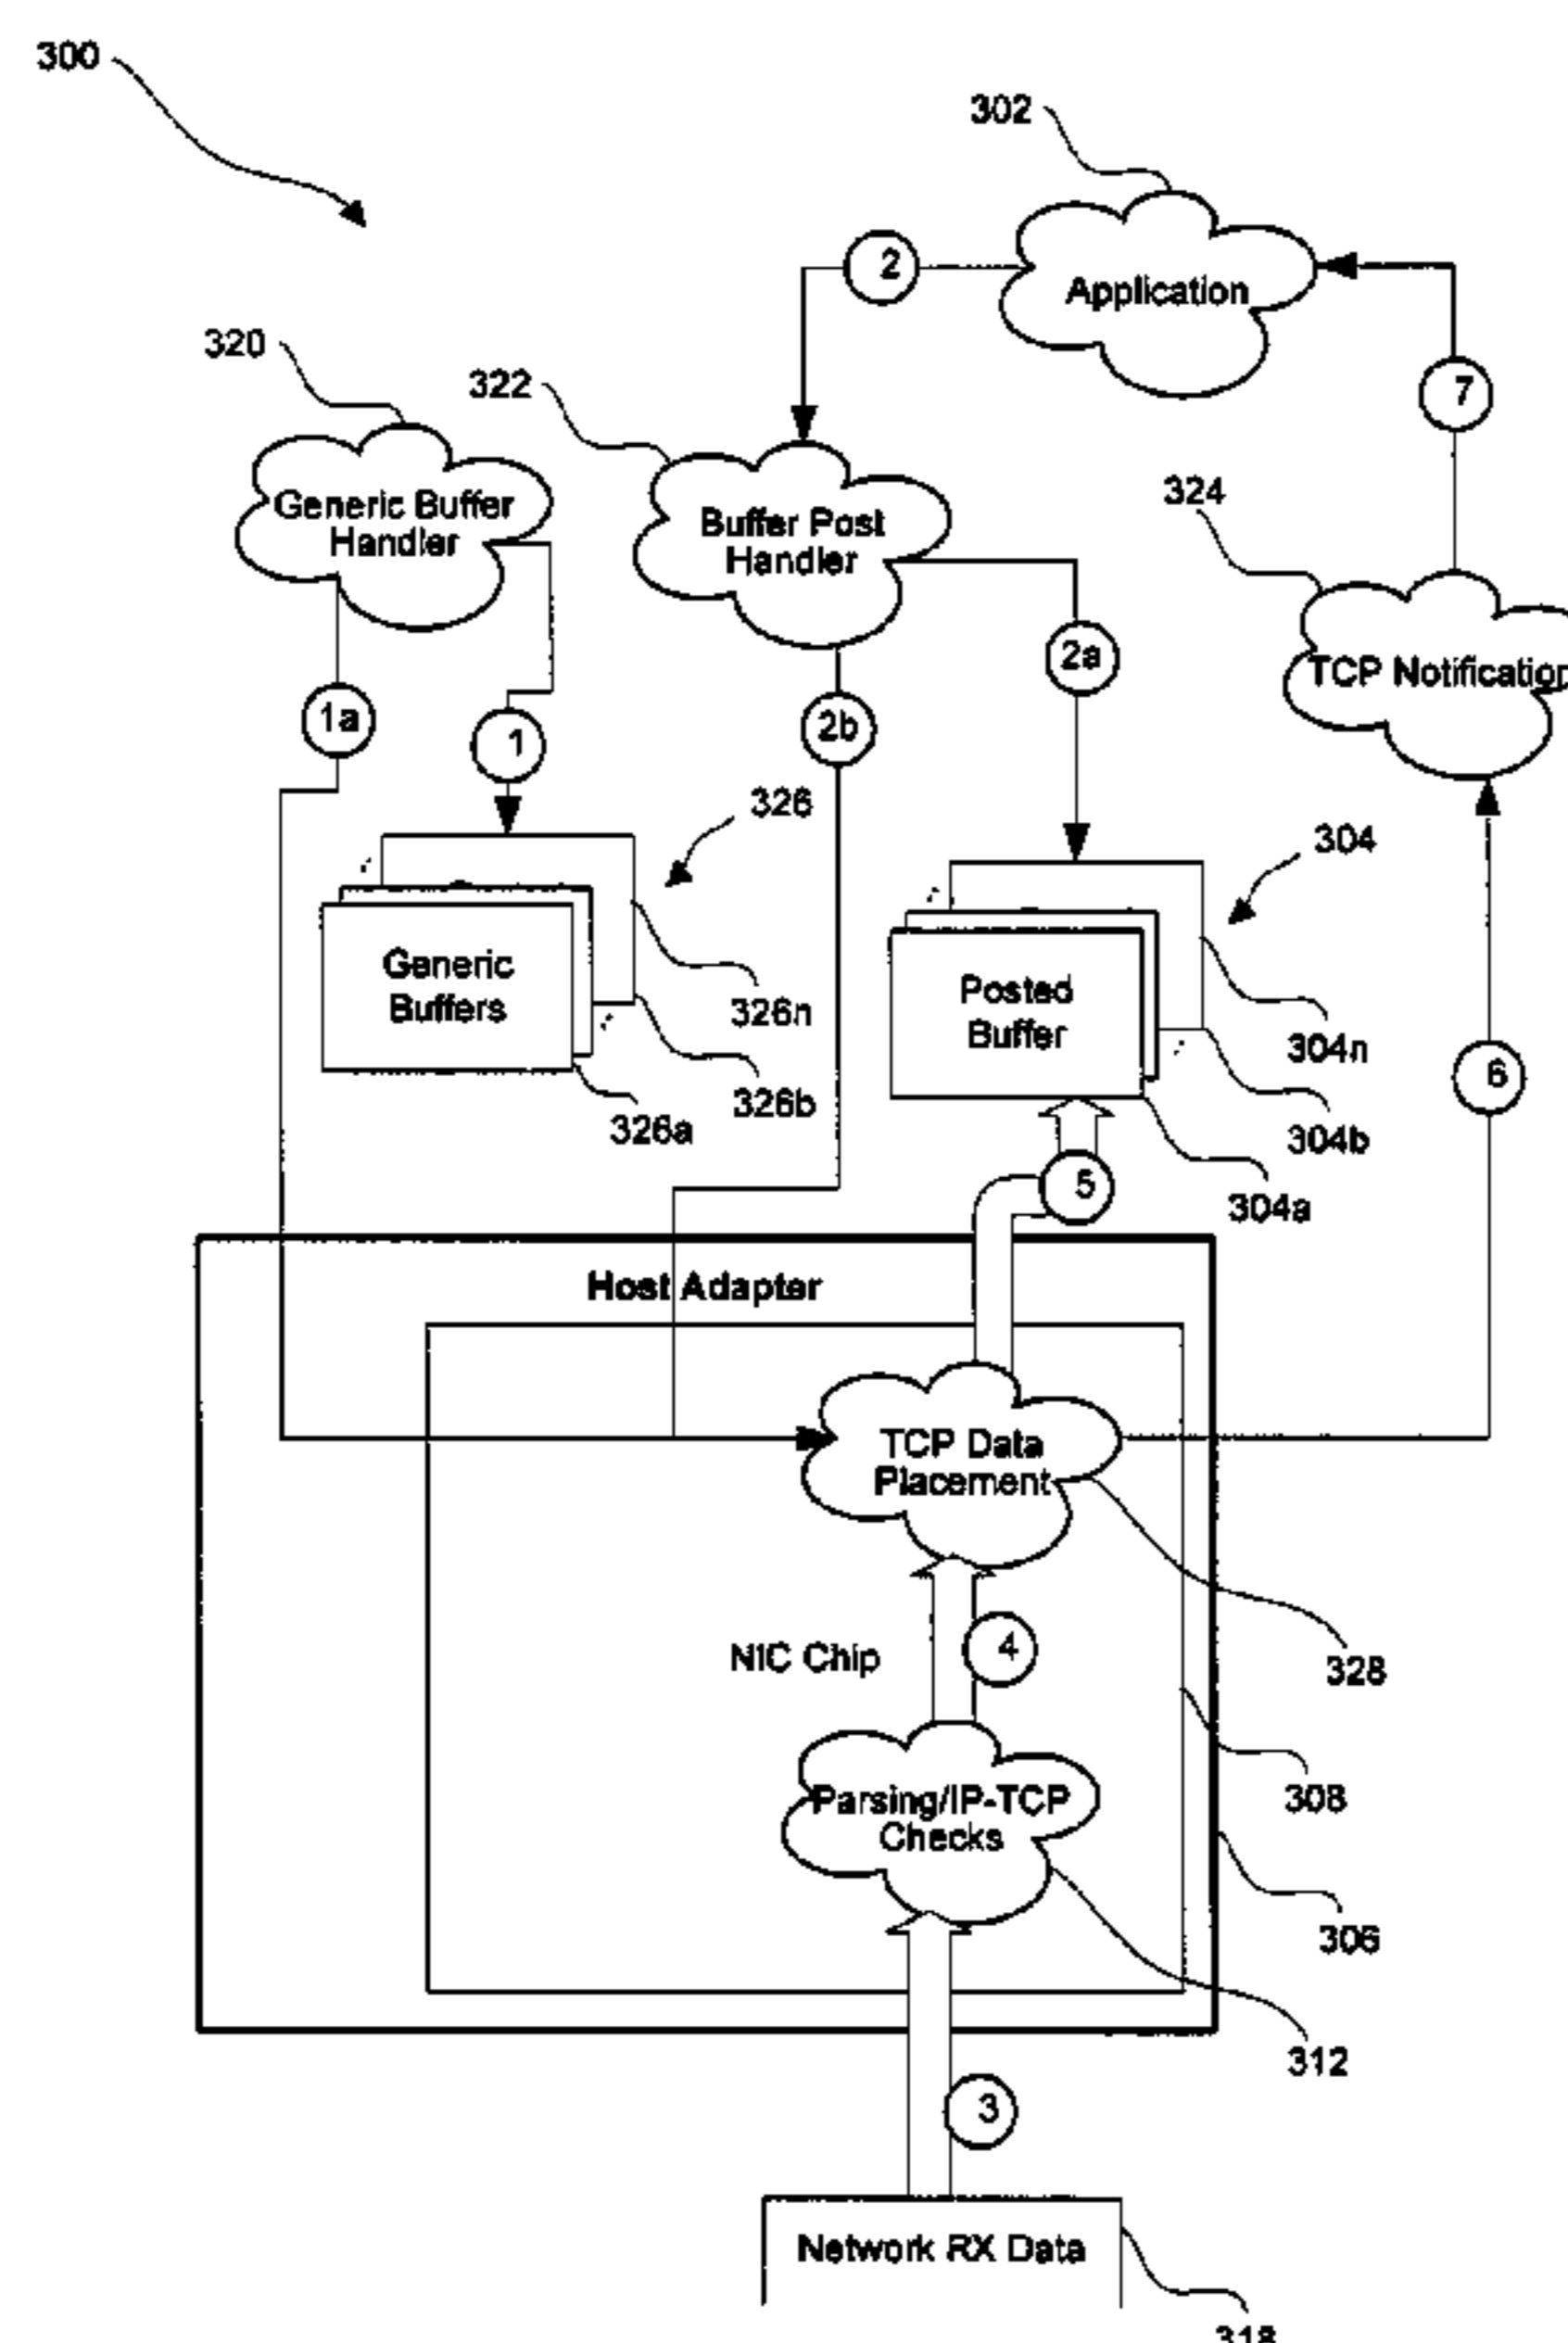 300
302
2
Application
320
322
7
Generic Buffer
Handler
Buffer Post
Handler
324
2a
TCP Notification
1a
1
2b
326
304
Generic
Buffers
Posted
Buffer
326n
304n
326b
304b
326a
304a
6
5
Host Adapter
TCP Data
Placement
NIC Chip
4
328
308
Parsing/IP-TCP
Checks
306
312
3
Network RX Data
318